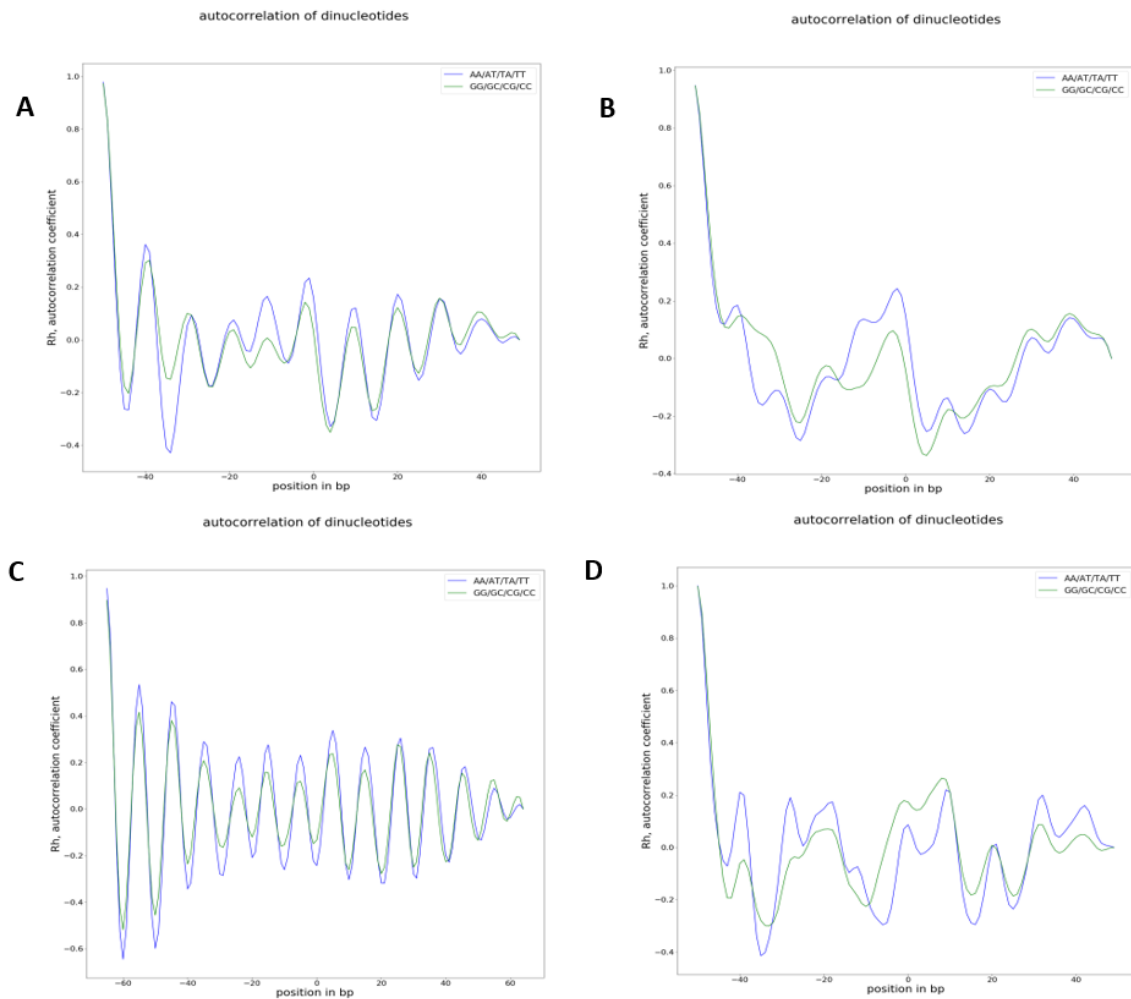 autocorrelation of dinucleotides
A
AA/AT/TA/TT
GG/GC/CG/CC
1.0
0.8
0.6
0.4
0.2
0.0
−0.2
−0.4
Rh, autocorrelation coefficient
−40
−20
0
20
40
position in bp
autocorrelation of dinucleotides
B
AA/AT/TA/TT
GG/GC/CG/CC
1.0
0.8
0.6
0.4
0.2
0.0
−0.2
−0.4
Rh, autocorrelation coefficient
−40
−20
0
20
40
position in bp
autocorrelation of dinucleotides
C
AA/AT/TA/TT
GG/GC/CG/CC
1.0
0.8
0.6
0.4
0.2
0.0
−0.2
−0.4
−0.6
Rh, autocorrelation coefficient
−60
−40
−20
0
20
40
60
position in bp
autocorrelation of dinucleotides
D
AA/AT/TA/TT
GG/GC/CG/CC
1.0
0.8
0.6
0.4
0.2
0.0
−0.2
−0.4
Rh, autocorrelation coefficient
−40
−20
0
20
40
position in bp